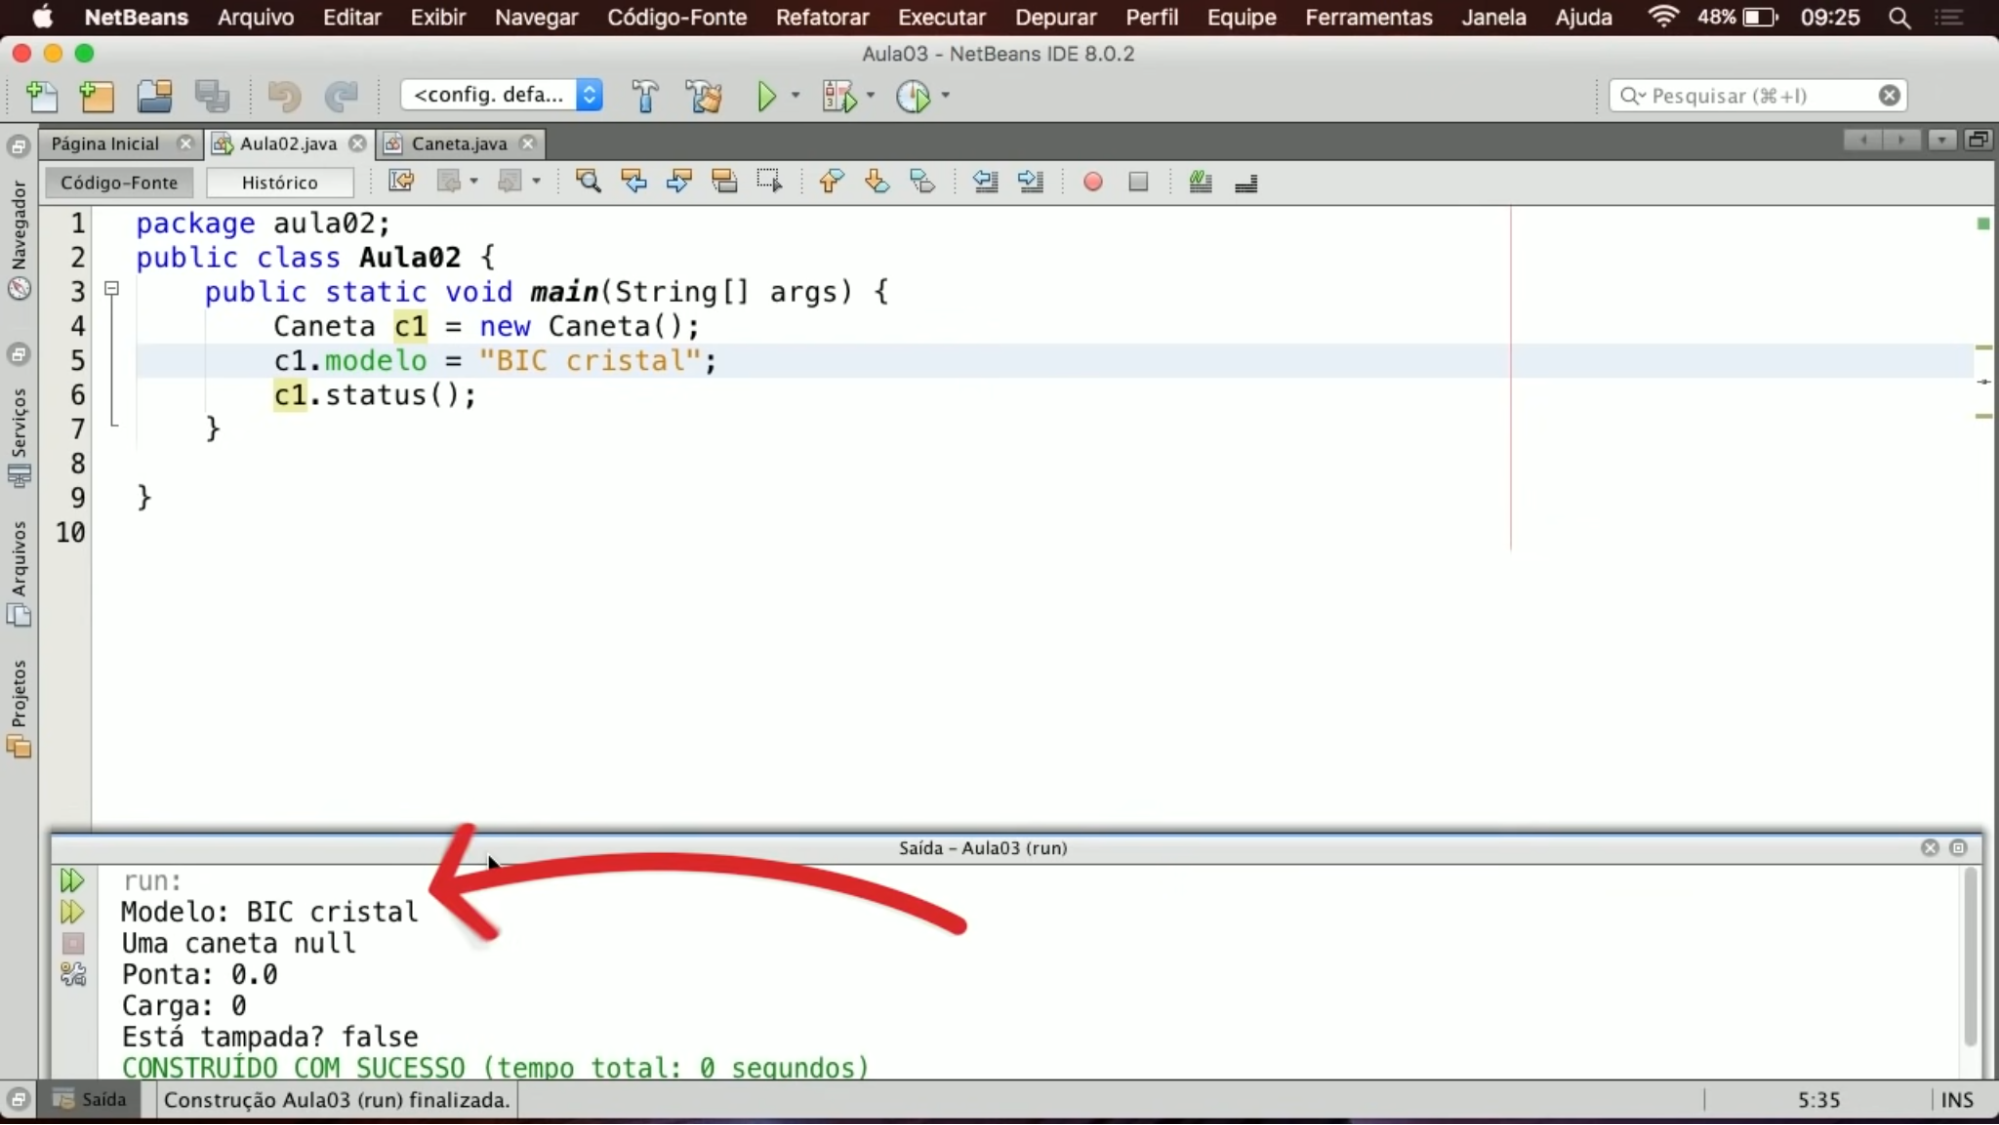 NetBeans Arquivo Editar Exibir Navegar Código-Fonte Refatorar Executar Depurar Perfil Equipe Ferramentas Janela Ajuda 48% 09:25
Aula03 - NetBeans IDE 8.0.2
<config. defa... Pesquisar (⌘+I)
Página Inicial Aula02.java Caneta.java
Código-Fonte Histórico
Navegador
Serviços
Arquivos
Projetos
1 package aula02;
2 public class Aula02 {
3 public static void main(String[] args) {
4 Caneta c1 = new Caneta();
5 c1.modelo = "BIC cristal";
6 c1.status();
7 }
8
9 }
10
Saída - Aula03 (run)
run:
Modelo: BIC cristal
Uma caneta null
Ponta: 0.0
Carga: 0
Está tampada? false
CONSTRUÍDO COM SUCESSO (tempo total: 0 segundos)
Saída Construção Aula03 (run) finalizada. 5:35 INS